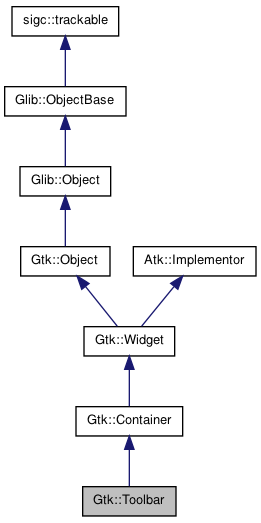 sigc::trackable
Glib::ObjectBase
Glib::Object
Gtk::Object
Atk::Implementor
Gtk::Widget
Gtk::Container
Gtk::Toolbar